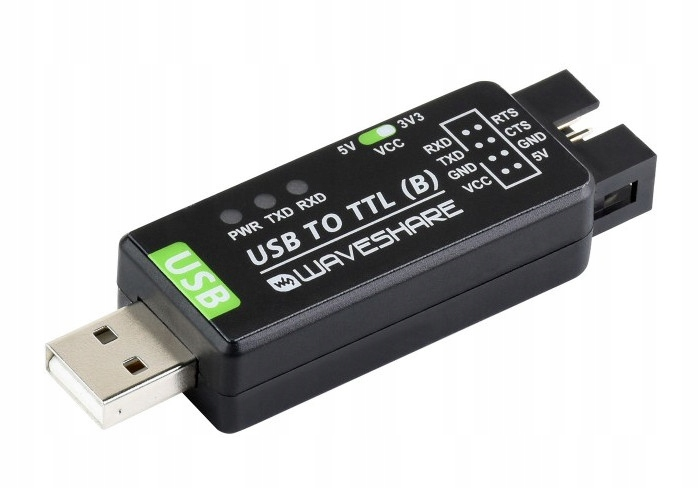 5V 3V3
VCC
RXD RTS
TXD CTS
GND GND
VCC 5V
PWR TXD RXD
USB TO TTL (B)
WAVESHARE
USB